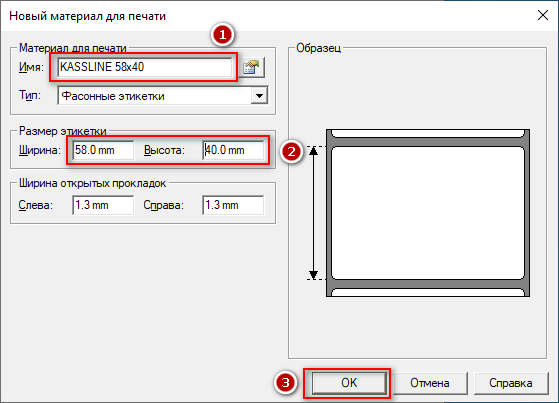 Новый материал для печати
1
Материал для печати
Имя: KASSLINE 58x40
Тип: Фасонные этикетки
Размер этикетки
Ширина: 58.0 mm Высота: 40.0 mm
2
Ширина открытых прокладок
Слева: 1.3 mm Справа: 1.3 mm
Образец
3
OK Отмена Справка